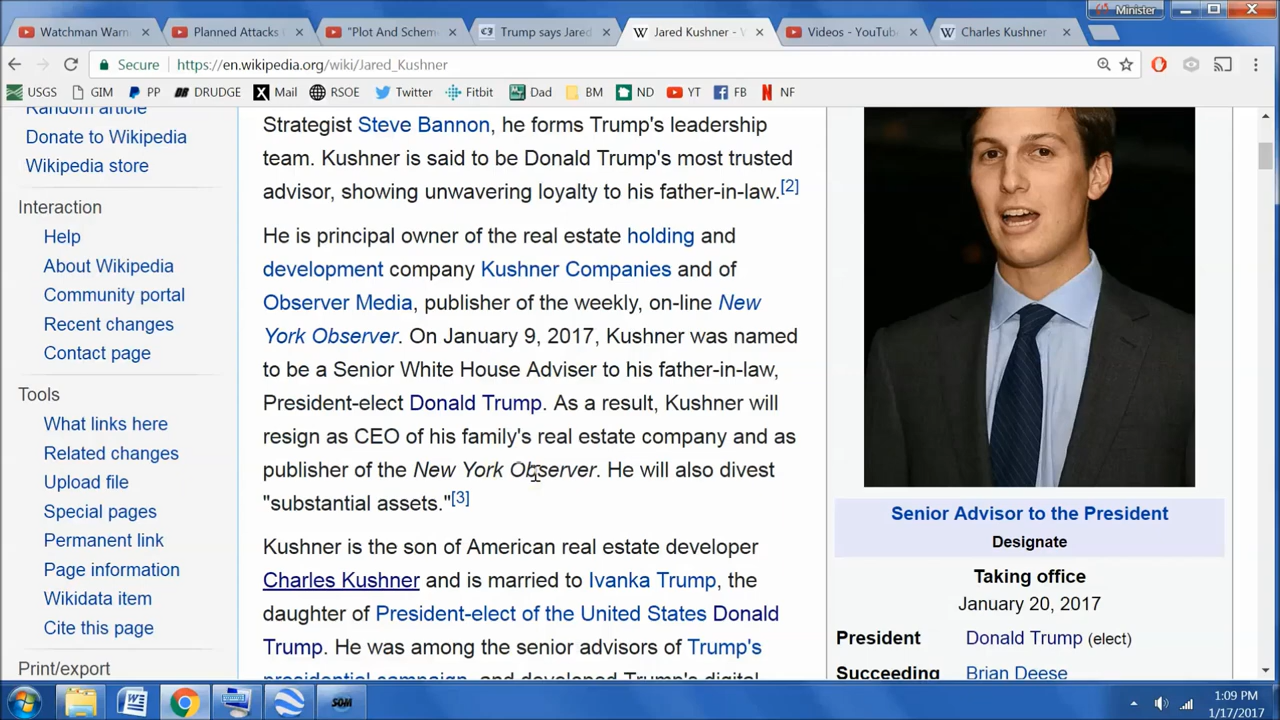 Minister
Watchman Warn
Planned Attacks
"Plot And Scheme
Trump says Jared
Jared Kushner - W
Videos - YouTube
Charles Kushner
Secure
https://en.wikipedia.org/wiki/Jared_Kushner
USGS GIM PP DRUDGE Mail RSOE Twitter Fitbit Dad BM ND YT FB NF
Random article
Donate to Wikipedia
Wikipedia store
Interaction
Help
About Wikipedia
Community portal
Recent changes
Contact page
Tools
What links here
Related changes
Upload file
Special pages
Permanent link
Page information
Wikidata item
Cite this page
Print/export
Strategist Steve Bannon, he forms Trump's leadership
team. Kushner is said to be Donald Trump's most trusted
advisor, showing unwavering loyalty to his father-in-law.[2]
He is principal owner of the real estate holding and
development company Kushner Companies and of
Observer Media, publisher of the weekly, on-line New
York Observer. On January 9, 2017, Kushner was named
to be a Senior White House Adviser to his father-in-law,
President-elect Donald Trump. As a result, Kushner will
resign as CEO of his family's real estate company and as
publisher of the New York Observer. He will also divest
"substantial assets."[3]
Kushner is the son of American real estate developer
Charles Kushner and is married to Ivanka Trump, the
daughter of President-elect of the United States Donald
Trump. He was among the senior advisors of Trump's
presidential campaign, and developed Trump's digital
Senior Advisor to the President
Designate
Taking office
January 20, 2017
President Donald Trump (elect)
Succeeding Brian Deese
SDM
1:09 PM
1/17/2017